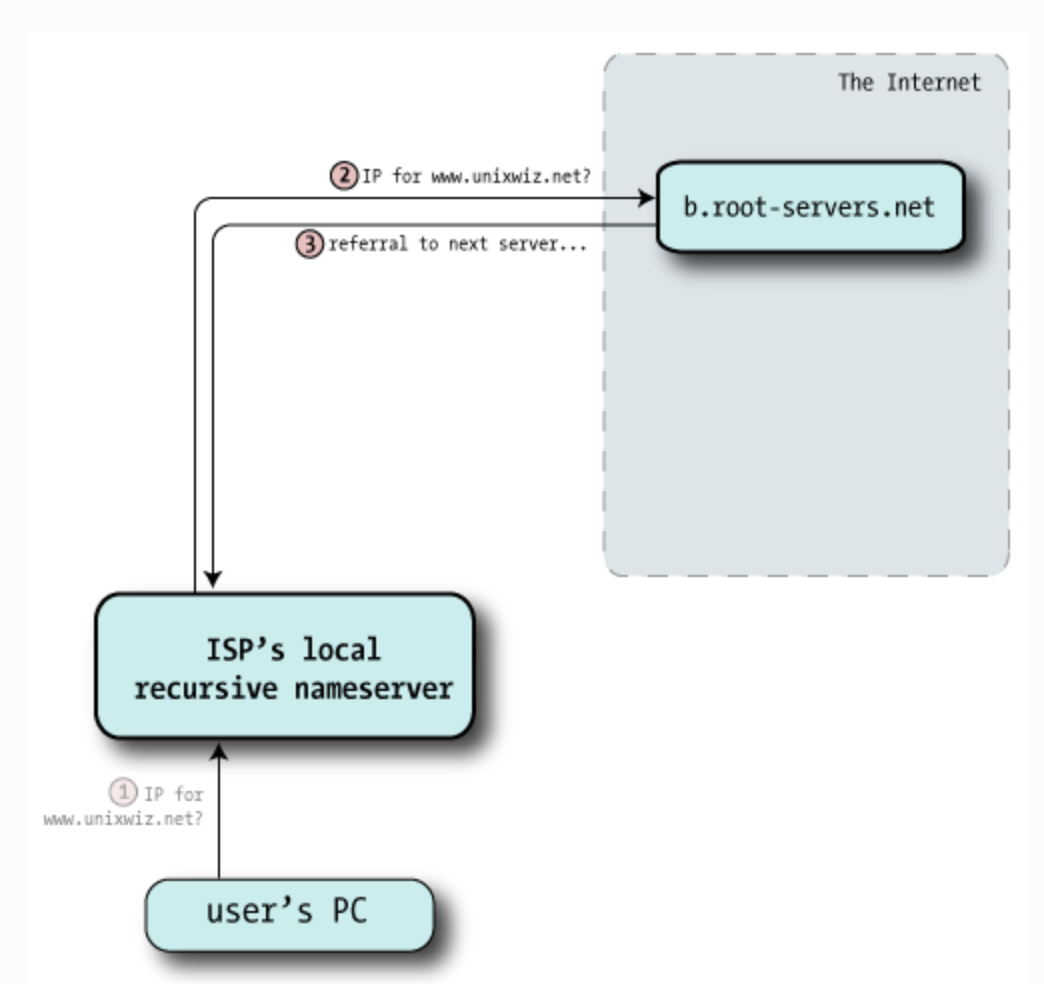 The Internet
2 IP for www.unixwiz.net?
b.root-servers.net
3 referral to next server...
ISP’s local
recursive nameserver
1 IP for
www.unixwiz.net?
user’s PC